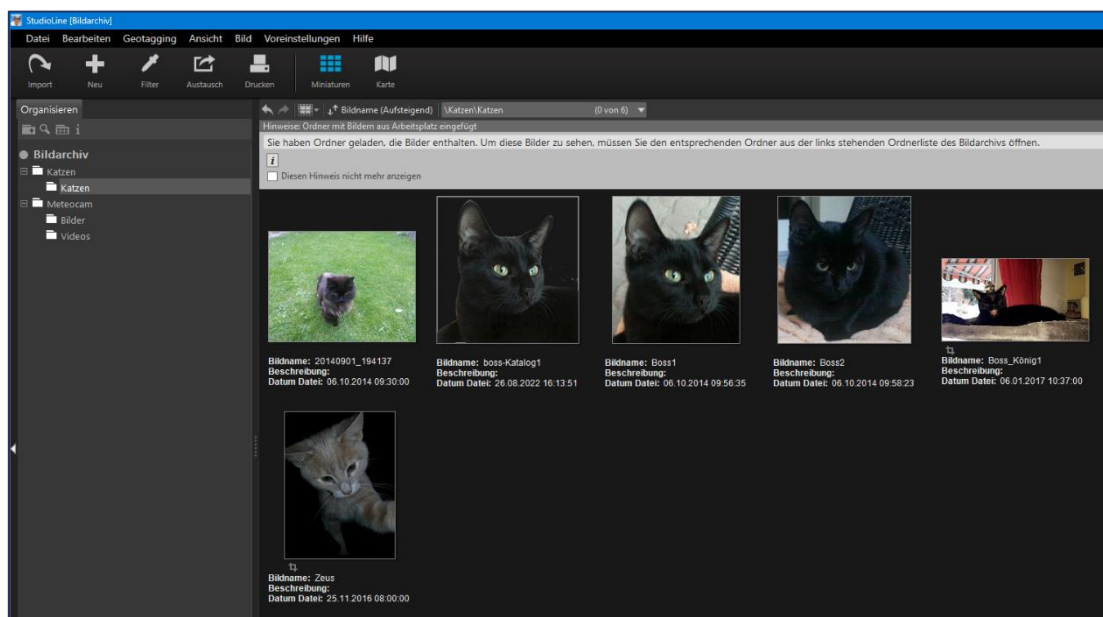 StudioLine [Bildarchiv]
Datei Bearbeiten Geotagging Ansicht Bild Voreinstellungen Hilfe
Import Neu Filter Austausch Drucken Miniaturen Karte
Organisieren
Bildname (Aufsteigend) \Katzen\Katzen (0 von 6)
Hinweise: Ordner mit Bildern aus Arbeitsplatz eingefügt
Sie haben Ordner geladen, die Bilder enthalten. Um diese Bilder zu sehen, müssen Sie den entsprechenden Ordner aus der links stehenden Ordnerliste des Bildarchivs öffnen.
Diesen Hinweis nicht mehr anzeigen
Bildarchiv
Katzen
Katzen
Meteocam
Bilder
Videos
Bildname: 20140901_194137
Beschreibung:
Datum Datei: 06.10.2014 09:30:00
Bildname: boss-Katalog1
Beschreibung:
Datum Datei: 26.08.2022 16:13:51
Bildname: Boss1
Beschreibung:
Datum Datei: 06.10.2014 09:56:35
Bildname: Boss2
Beschreibung:
Datum Datei: 06.10.2014 09:58:23
Bildname: Boss_König1
Beschreibung:
Datum Datei: 06.01.2017 10:37:00
Bildname: Zeus
Beschreibung:
Datum Datei: 25.11.2016 08:00:00